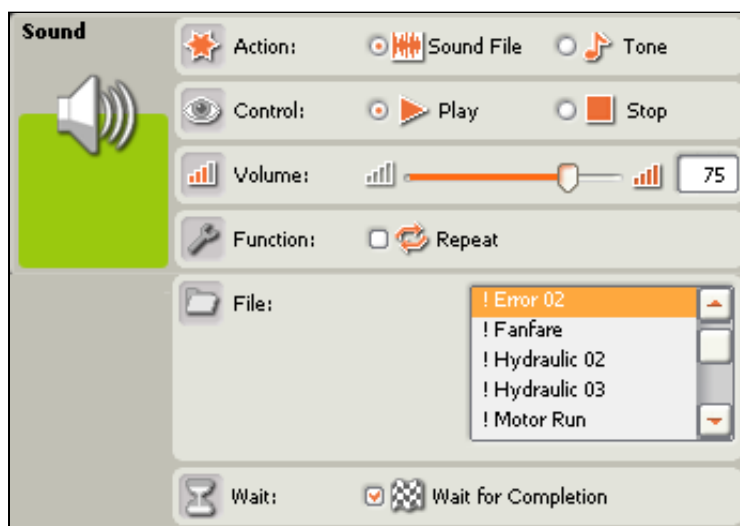 Sound
Action: Sound File Tone
Control: Play Stop
Volume: 75
Function: Repeat
File:
! Error 02
! Fanfare
! Hydraulic 02
! Hydraulic 03
! Motor Run
Wait: Wait for Completion